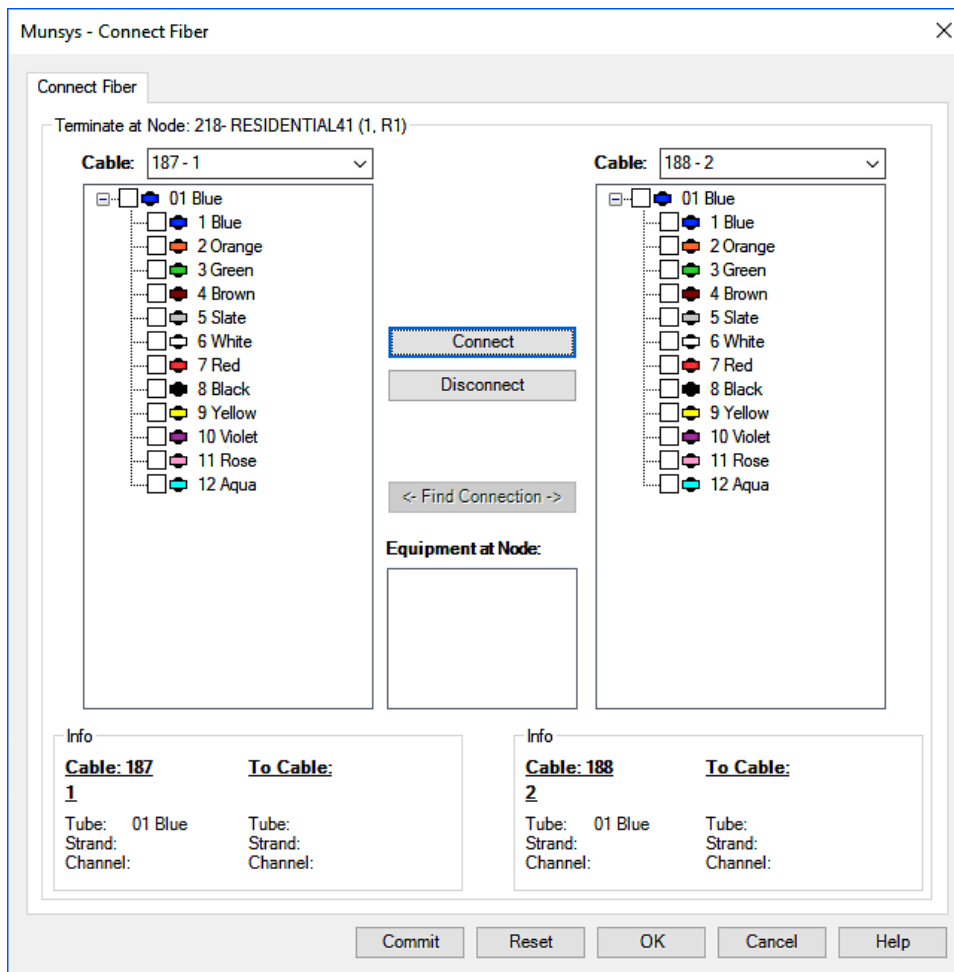 Munsys - Connect Fiber
Connect Fiber
Terminate at Node: 218- RESIDENTIAL41 (1, R1)
Cable: 187 - 1
01 Blue
1 Blue
2 Orange
3 Green
4 Brown
5 Slate
6 White
7 Red
8 Black
9 Yellow
10 Violet
11 Rose
12 Aqua
Connect
Disconnect
<- Find Connection ->
Equipment at Node:
Cable: 188 - 2
01 Blue
1 Blue
2 Orange
3 Green
4 Brown
5 Slate
6 White
7 Red
8 Black
9 Yellow
10 Violet
11 Rose
12 Aqua
Info
Cable: 187 To Cable:
1
Tube: 01 Blue Tube:
Strand: Strand:
Channel: Channel:
Info
Cable: 188 To Cable:
2
Tube: 01 Blue Tube:
Strand: Strand:
Channel: Channel:
Commit Reset OK Cancel Help